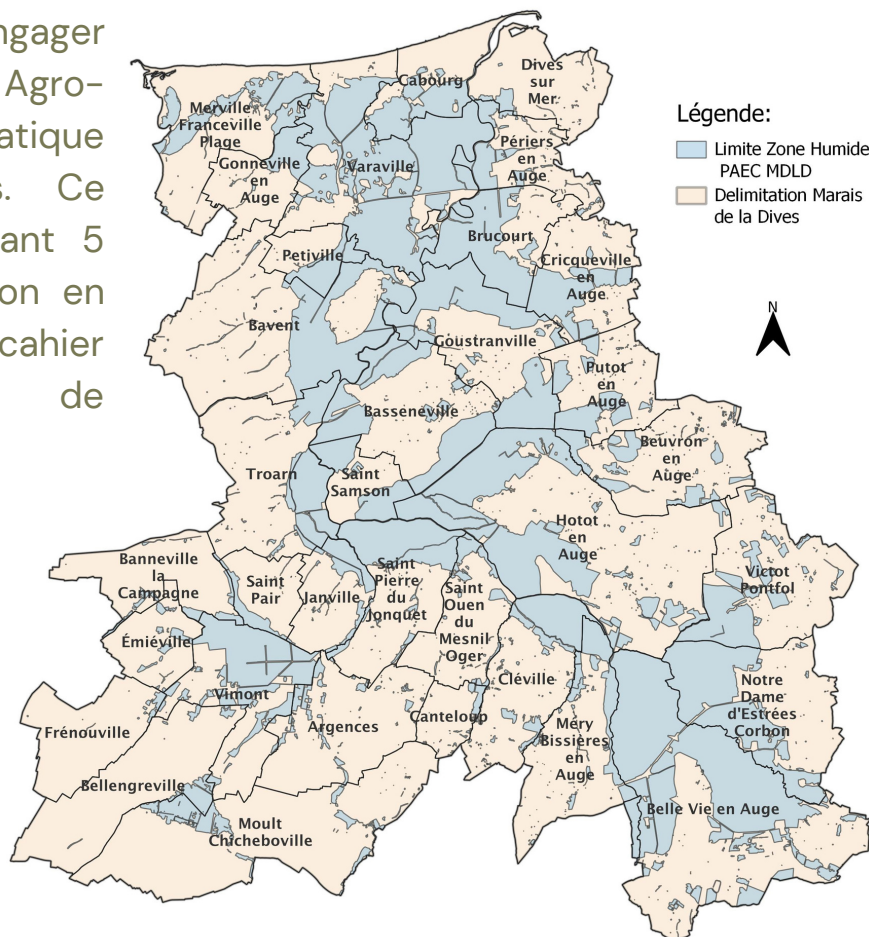 ngager
Agro-
atique
s. Ce
ant 5
on en
cahier
de
Légende:
Limite Zone Humide
PAEC MDLD
Delimitation Marais
de la Dives
N
Cabourg
Dives
sur
Mer
Merville
Franceville
Plage
Gonneville
en
Auge
Varaville
Périers
en
Auge
Petiville
Brucourt
Cricqueville
en
Auge
Bavent
Goustranville
Putot
en
Auge
Basseneville
Beuvron
en
Auge
Troarn
Saint
Samson
Hotot
en
Auge
Banneville
la
Campagne
Saint
Pair
Janville
Saint
Pierre
du
Jonquet
Saint
Ouen
du
Mesnil
Oger
Victot
Pontfol
Émiéville
Vimont
Cléville
Notre
Dame
d'Estrées
Corbon
Frénouville
Argences
Canteloup
Méry
Bissières
en
Auge
Bellengreville
Moult
Chicheboville
Belle Vie en Auge